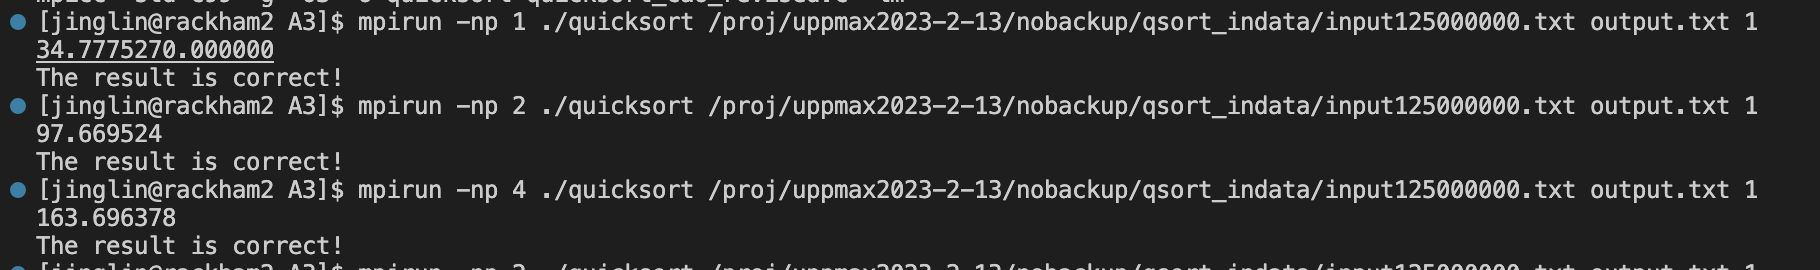 [jinglin@rackham2 A3]$ mpirun -np 1 ./quicksort /proj/uppmax2023-2-13/nobackup/qsort_indata/input125000000.txt output.txt 1
34.7775270.000000
The result is correct!
[jinglin@rackham2 A3]$ mpirun -np 2 ./quicksort /proj/uppmax2023-2-13/nobackup/qsort_indata/input125000000.txt output.txt 1
97.669524
The result is correct!
[jinglin@rackham2 A3]$ mpirun -np 4 ./quicksort /proj/uppmax2023-2-13/nobackup/qsort_indata/input125000000.txt output.txt 1
163.696378
The result is correct!